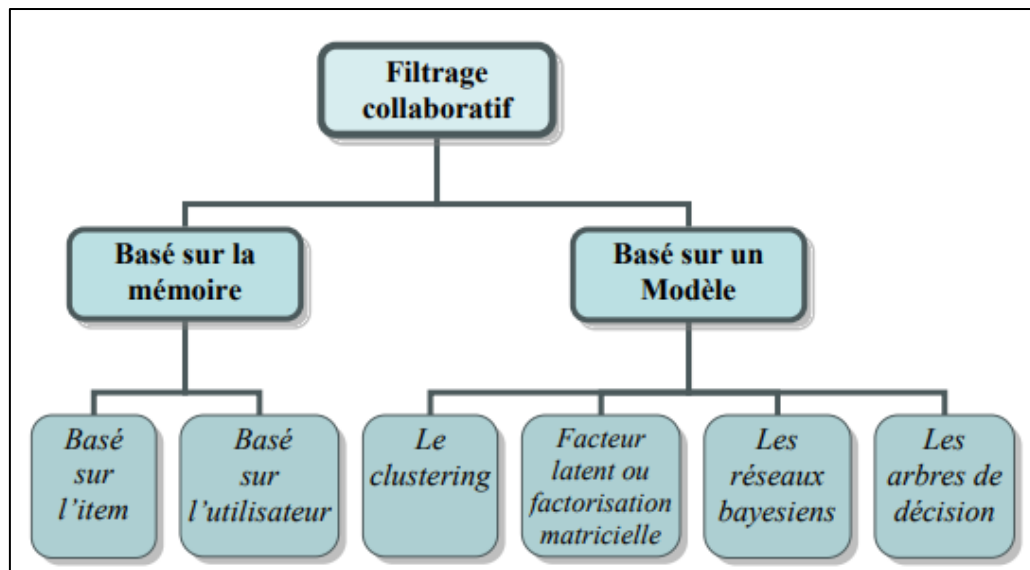 Filtrage
collaboratif
Basé sur la
mémoire
Basé sur un
Modèle
Basé
sur
l'item
Basé
sur
l'utilisateur
Le
clustering
Facteur
latent ou
factorisation
matricielle
Les
réseaux
bayesiens
Les
arbres de
décision